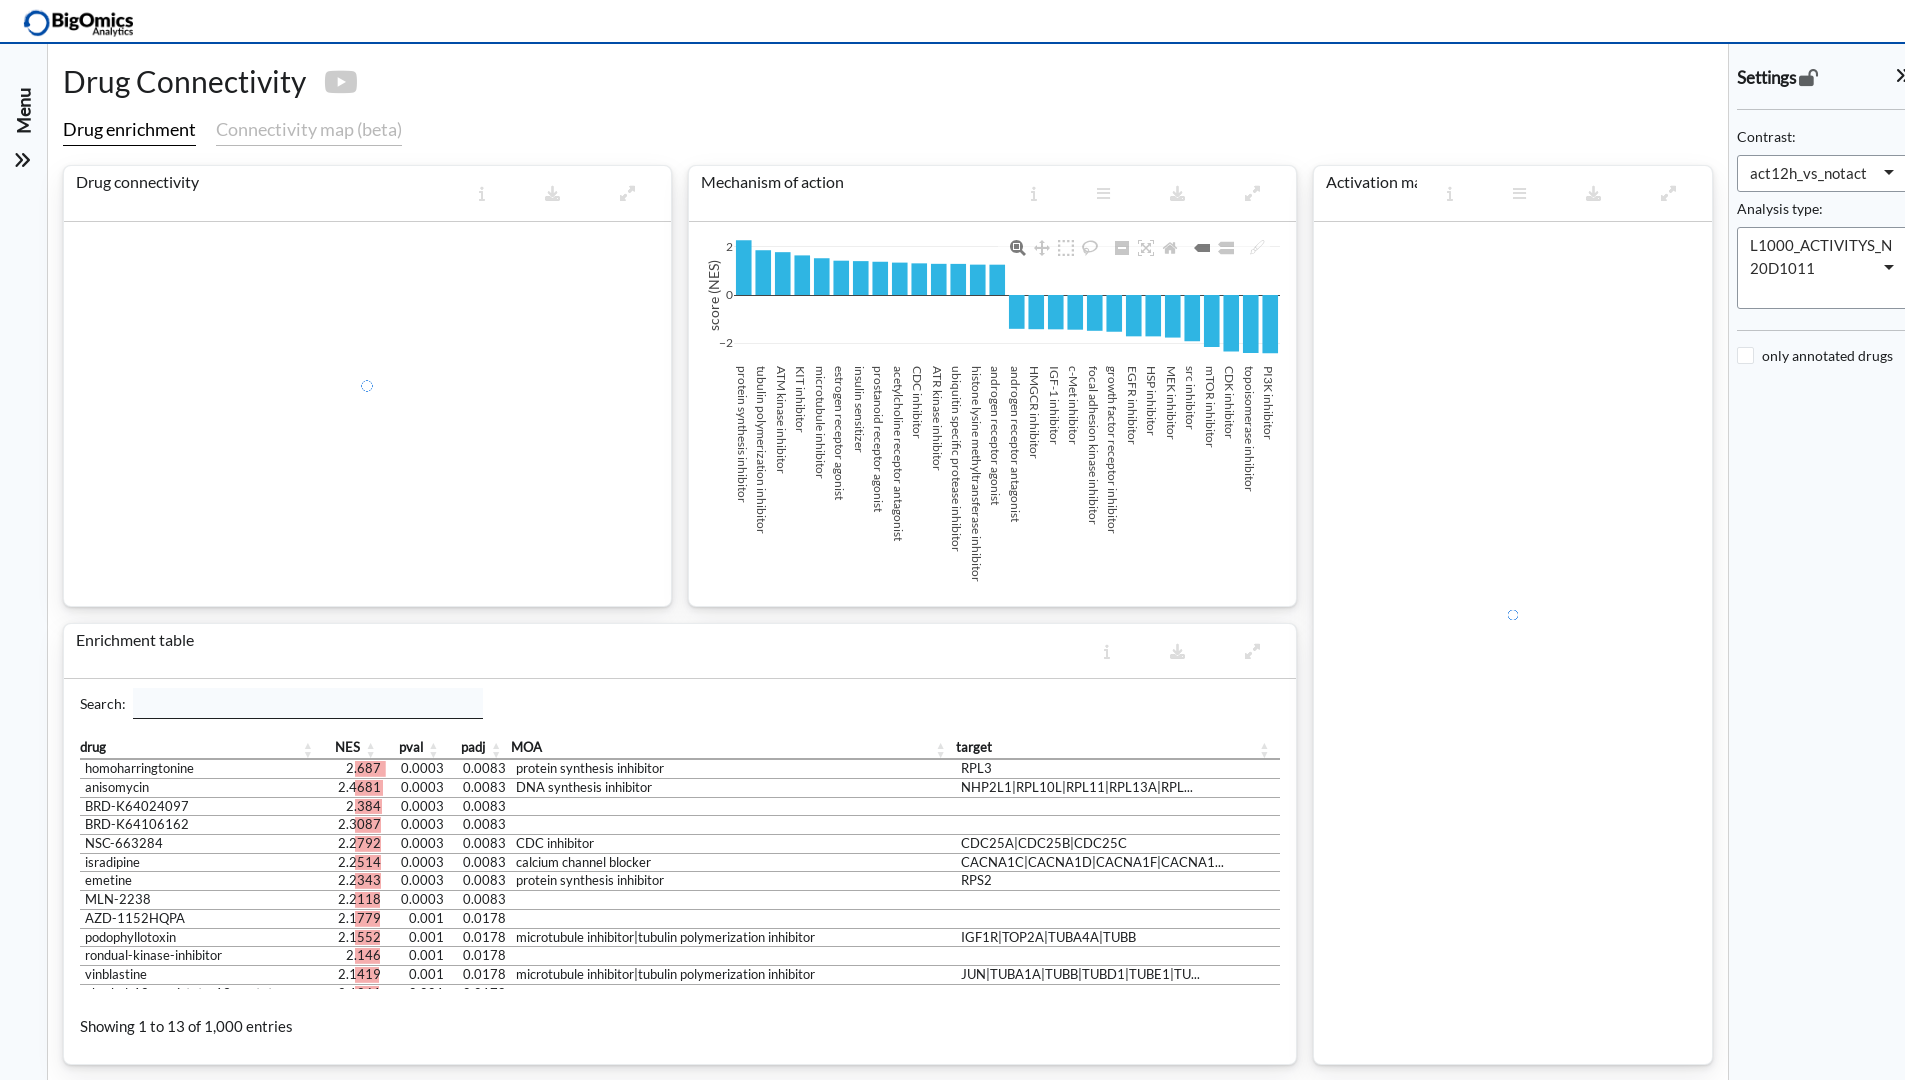 BigOmics
Analytics
Menu
Drug Connectivity
Drug enrichment
Connectivity map (beta)
Settings
Contrast:
act12h_vs_notact
Analysis type:
L1000_ACTIVITYS_N
20D1011
only annotated drugs
Drug connectivity
Mechanism of action
score (NES)
2
0
−2
protein synthesis inhibitor
tubulin polymerization inhibitor
ATM kinase inhibitor
KIT inhibitor
microtubule inhibitor
estrogen receptor agonist
insulin sensitizer
prostanoid receptor agonist
acetylcholine receptor antagonist
CDC inhibitor
ATR kinase inhibitor
ubiquitin specific protease inhibitor
histone lysine methyltransferase inhibitor
androgen receptor agonist
androgen receptor antagonist
HMGCR inhibitor
IGF-1 inhibitor
c-Met inhibitor
focal adhesion kinase inhibitor
growth factor receptor inhibitor
EGFR inhibitor
HSP inhibitor
MEK inhibitor
src inhibitor
mTOR inhibitor
CDK inhibitor
topoisomerase inhibitor
PI3K inhibitor
Activation ma
Enrichment table
Search:
drug NES pval padj MOA target
homoharringtonine 2.687 0.0003 0.0083 protein synthesis inhibitor RPL3
anisomycin 2.4681 0.0003 0.0083 DNA synthesis inhibitor NHP2L1|RPL10L|RPL11|RPL13A|RPL...
BRD-K64024097 2.384 0.0003 0.0083
BRD-K64106162 2.3087 0.0003 0.0083
NSC-663284 2.2792 0.0003 0.0083 CDC inhibitor CDC25A|CDC25B|CDC25C
isradipine 2.2514 0.0003 0.0083 calcium channel blocker CACNA1C|CACNA1D|CACNA1F|CACNA1...
emetine 2.2343 0.0003 0.0083 protein synthesis inhibitor RPS2
MLN-2238 2.2118 0.0003 0.0083
AZD-1152HQPA 2.1779 0.001 0.0178
podophyllotoxin 2.1552 0.001 0.0178 microtubule inhibitor|tubulin polymerization inhibitor IGF1R|TOP2A|TUBA4A|TUBB
rondual-kinase-inhibitor 2.146 0.001 0.0178
vinblastine 2.1419 0.001 0.0178 microtubule inhibitor|tubulin polymerization inhibitor JUN|TUBA1A|TUBB|TUBD1|TUBE1|TU...
Showing 1 to 13 of 1,000 entries